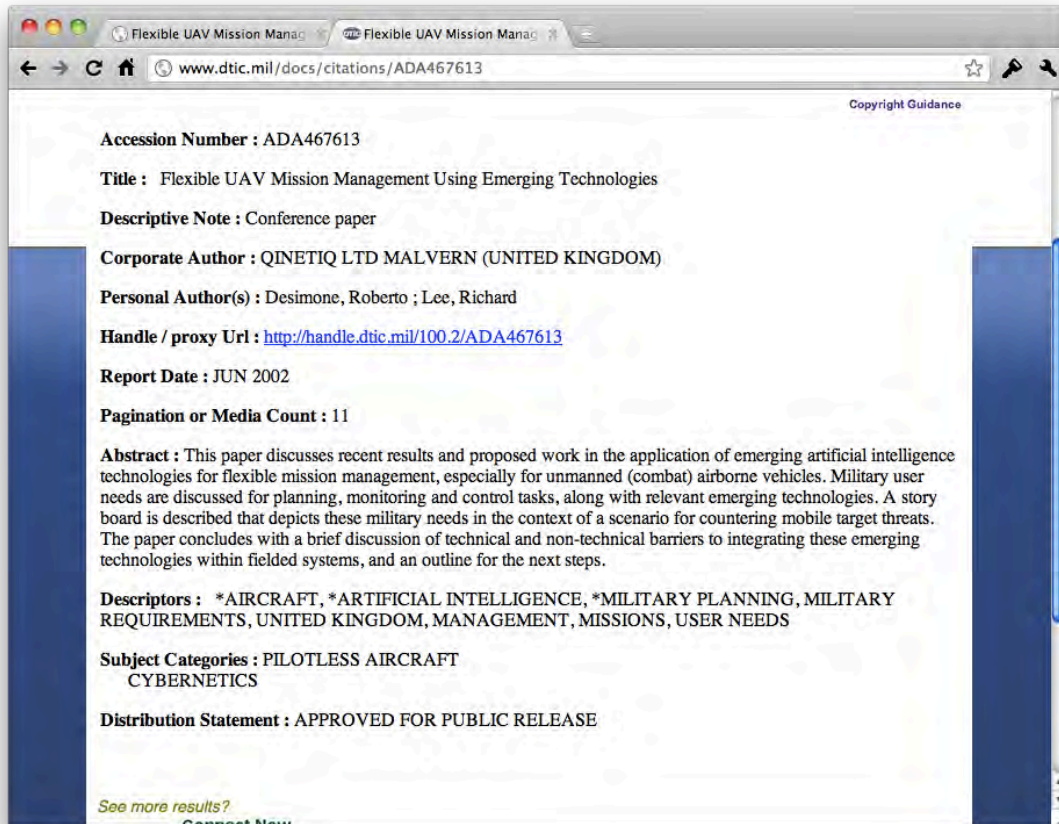 Flexible UAV Mission Manag
Flexible UAV Mission Manag
www.dtic.mil/docs/citations/ADA467613
Copyright Guidance
Accession Number : ADA467613
Title : Flexible UAV Mission Management Using Emerging Technologies
Descriptive Note : Conference paper
Corporate Author : QINETIQ LTD MALVERN (UNITED KINGDOM)
Personal Author(s) : Desimone, Roberto ; Lee, Richard
Handle / proxy Url : http://handle.dtic.mil/100.2/ADA467613
Report Date : JUN 2002
Pagination or Media Count : 11
Abstract : This paper discusses recent results and proposed work in the application of emerging artificial intelligence
technologies for flexible mission management, especially for unmanned (combat) airborne vehicles. Military user
needs are discussed for planning, monitoring and control tasks, along with relevant emerging technologies. A story
board is described that depicts these military needs in the context of a scenario for countering mobile target threats.
The paper concludes with a brief discussion of technical and non-technical barriers to integrating these emerging
technologies within fielded systems, and an outline for the next steps.
Descriptors : *AIRCRAFT, *ARTIFICIAL INTELLIGENCE, *MILITARY PLANNING, MILITARY
REQUIREMENTS, UNITED KINGDOM, MANAGEMENT, MISSIONS, USER NEEDS
Subject Categories : PILOTLESS AIRCRAFT
CYBERNETICS
Distribution Statement : APPROVED FOR PUBLIC RELEASE
See more results?
Connect Now